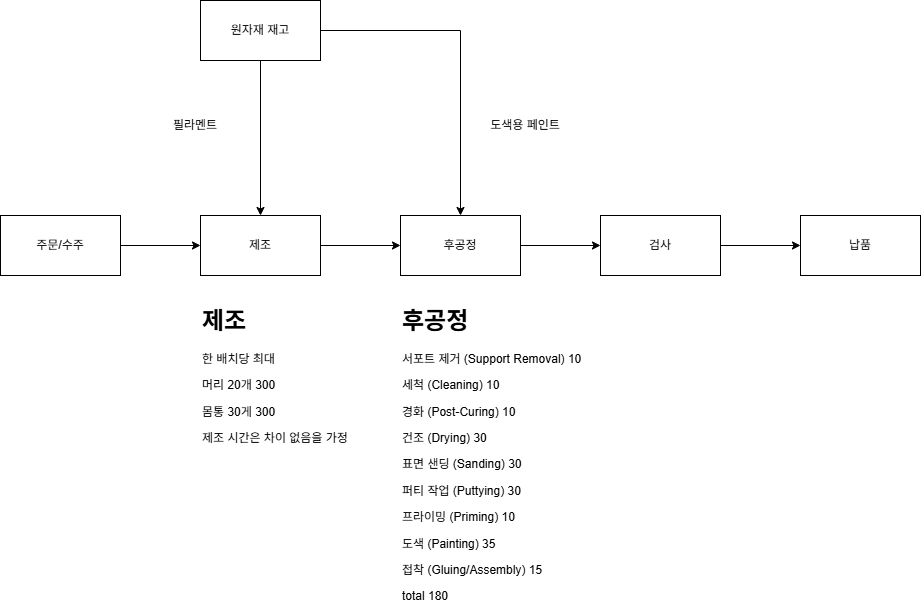 원자재 재고
필라멘트
도색용 페인트
주문/수주
제조
후공정
검사
납품
제조
한 배치당 최대
머리 20개 300
몸통 30게 300
제조 시간은 차이 없음을 가정
후공정
서포트 제거 (Support Removal) 10
세척 (Cleaning) 10
경화 (Post-Curing) 10
건조 (Drying) 30
표면 샌딩 (Sanding) 30
퍼티 작업 (Puttying) 30
프라이밍 (Priming) 10
도색 (Painting) 35
접착 (Gluing/Assembly) 15
total 180